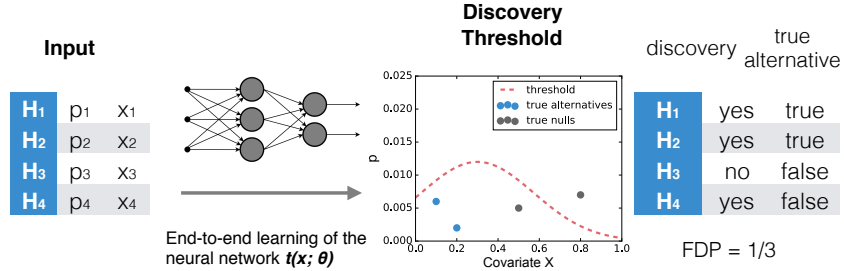 Input
H1 p1 x1
H2 p2 x2
H3 p3 x3
H4 p4 x4
End-to-end learning of the
neural network t(x; θ)
Discovery
Threshold
0.025
0.020
0.015
0.010
0.005
0.000
p
threshold
true alternatives
true nulls
0.0 0.2 0.4 0.6 0.8 1.0
Covariate X
discovery true
alternative
H1 yes true
H2 yes true
H3 no false
H4 yes false
FDP = 1/3